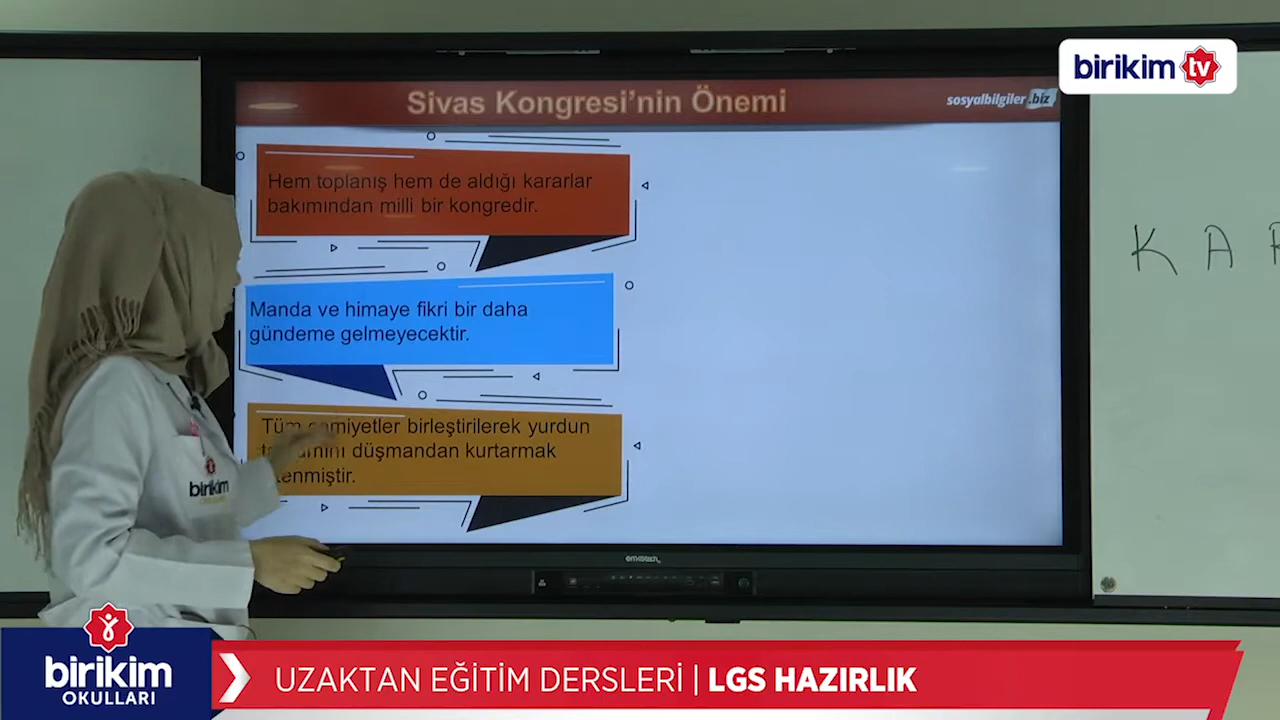 birikim tv
Sivas Kongresi'nin Önemi
sosyalbilgiler.biz
Hem toplanış hem de aldığı kararlar
bakımından milli bir kongredir.
K A
Manda ve himaye fikri bir daha
gündeme gelmeyecektir.
Tüm cemiyetler birleştirilerek yurdun
düşmandan kurtarmak
birikim
birikim
OKULLARI
UZAKTAN EĞİTİM DERSLERİ | LGS HAZIRLIK